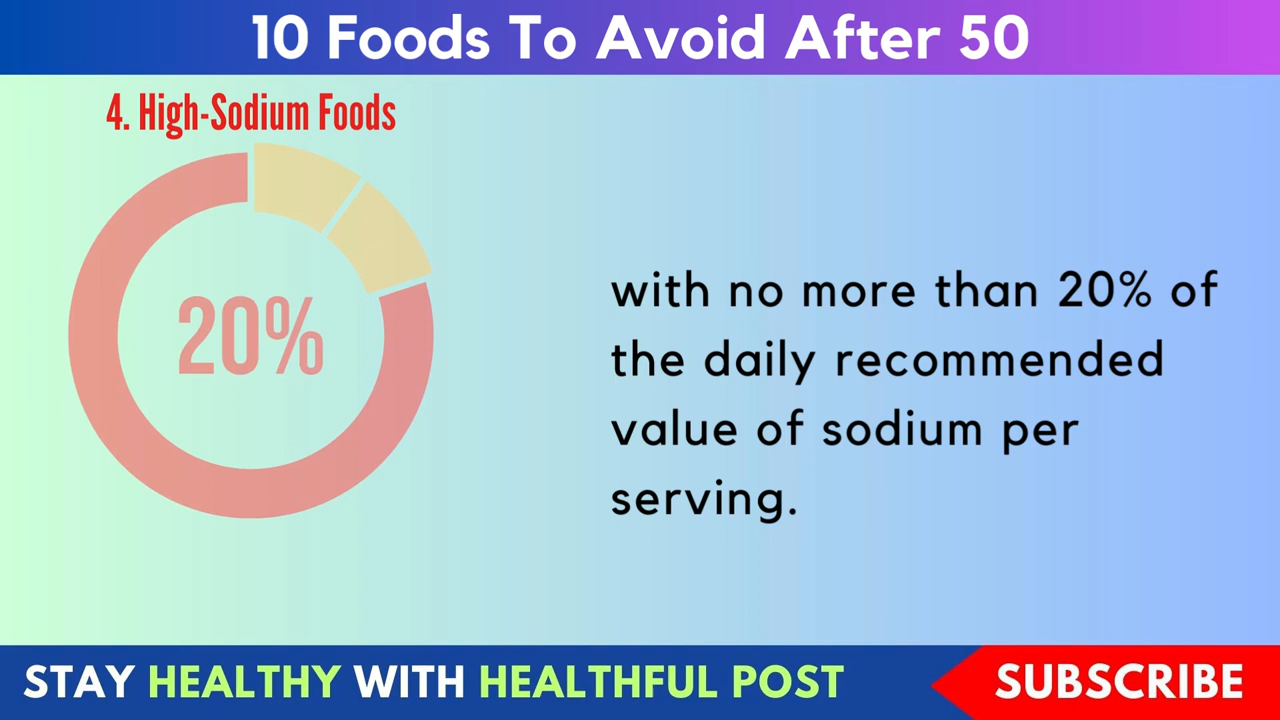 10 Foods To Avoid After 50
4. High-Sodium Foods
20%
with no more than 20% of
the daily recommended
value of sodium per
serving.
STAY HEALTHY WITH HEALTHFUL POST
SUBSCRIBE